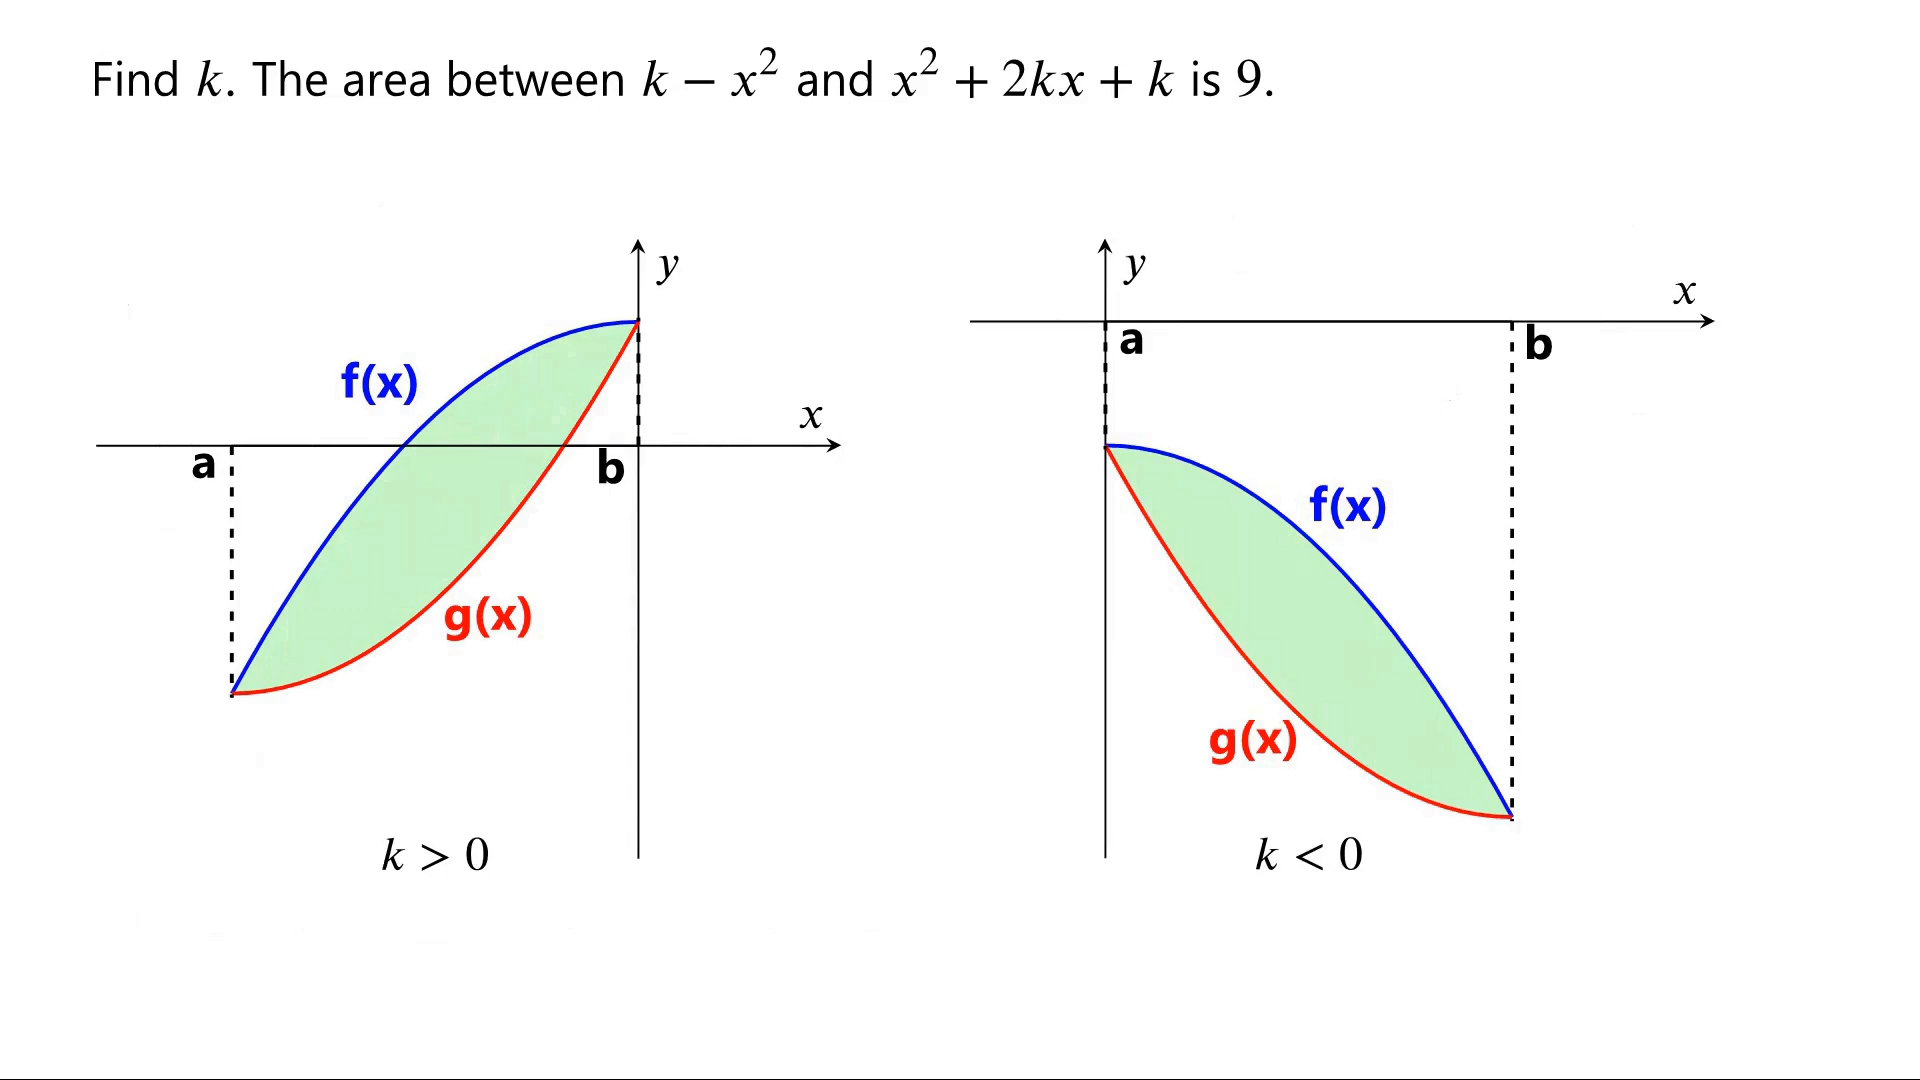 Find k. The area between k − x² and x² + 2kx + k is 9.
y
f(x)
x
a
b
g(x)
k > 0
y
x
a
b
f(x)
g(x)
k < 0